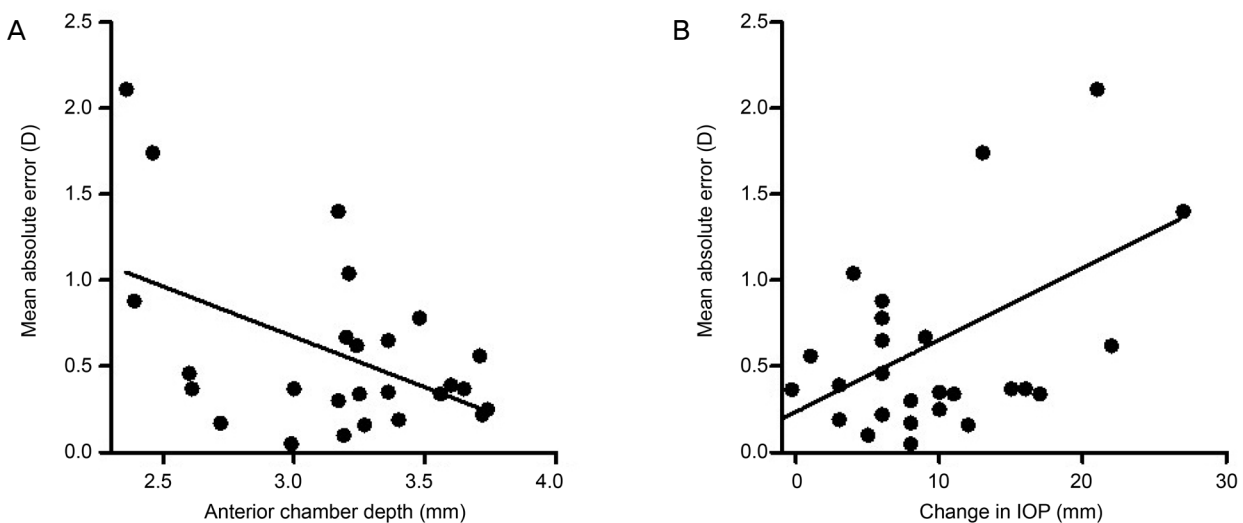 A
Mean absolute error (D)
2.5
2.0
1.5
1.0
0.5
0.0
2.5 3.0 3.5 4.0
Anterior chamber depth (mm)
B
Mean absolute error (D)
2.5
2.0
1.5
1.0
0.5
0.0
0 10 20 30
Change in IOP (mm)